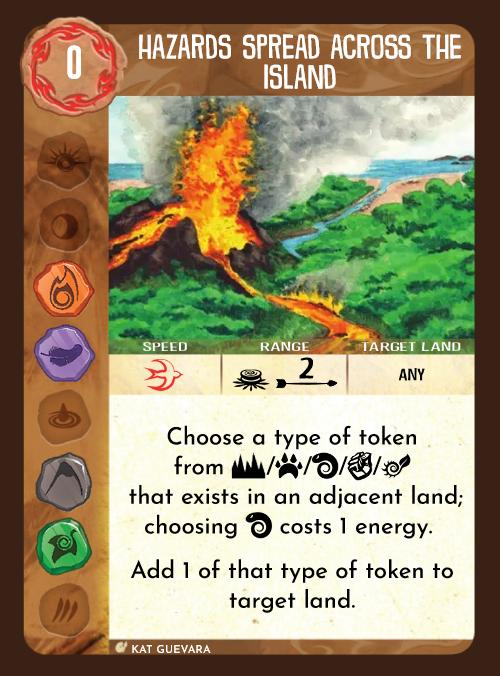 0
HAZARDS SPREAD ACROSS THE
ISLAND
SPEED RANGE TARGET LAND
2 ANY
Choose a type of token
from / / / /
that exists in an adjacent land;
choosing costs 1 energy.
Add 1 of that type of token to
target land.
KAT GUEVARA